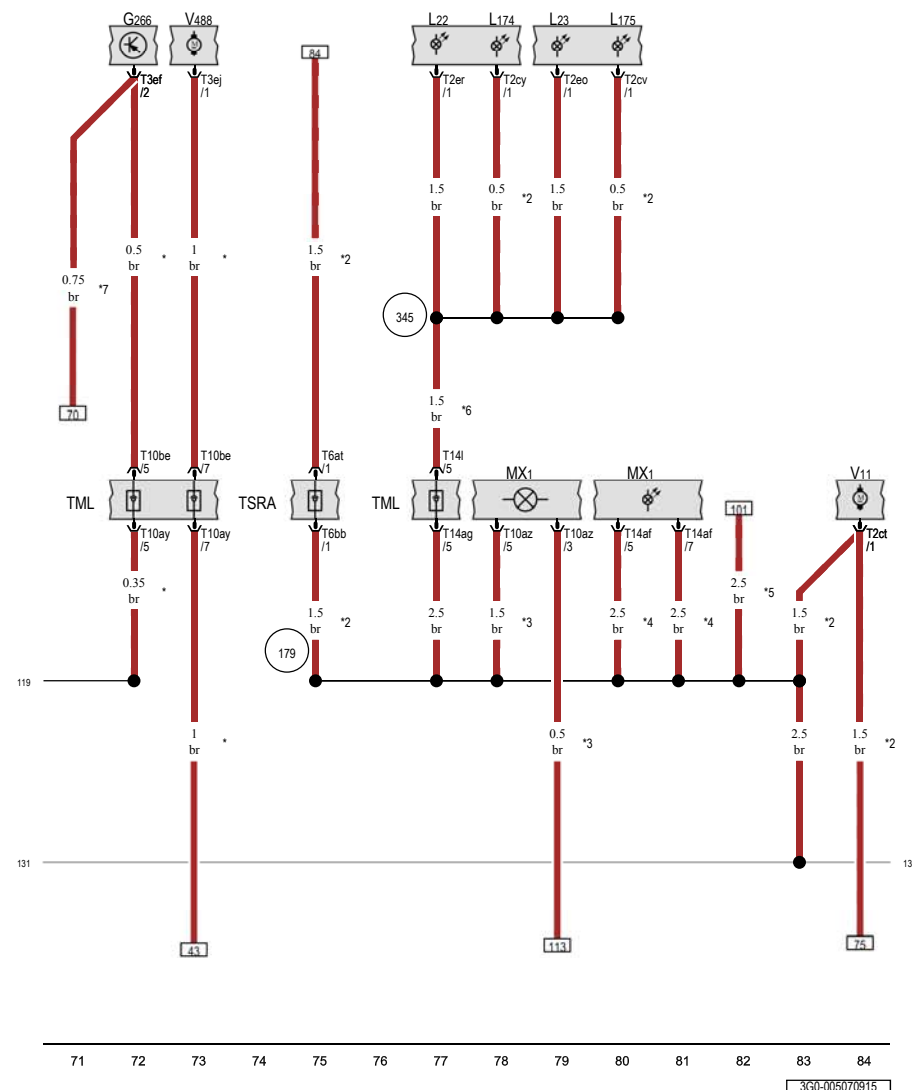 G266 V488 L22 L174 L23 L175
84
T3ef
/2
T3ej
/1
T2er
/1
T2cy
/1
T2eo
/1
T2cv
/1
1.5
br
0.5
br
*2
1.5
br
0.5
br
*2
0.5
br
*
1
br
*
1.5
br
*2
0.75
br
*7
345
1.5
br
*6
70
T10be
/5
T10be
/7
T6at
/1
T14l
/5
TML
TSRA
TML
MX1
MX1
V11
101
T10ay
/5
T10ay
/7
T6bb
/1
T14ag
/5
T10az
/5
T10az
/3
T14af
/5
T14af
/7
T2ct
/1
0.35
br
*
2.5
br
*5
1.5
br
*2
2.5
br
1.5
br
*3
2.5
br
*4
2.5
br
*4
1.5
br
*2
179
119
1
br
*
0.5
br
*3
2.5
br
1.5
br
*2
131
13
43
113
75
71 72 73 74 75 76 77 78 79 80 81 82 83 84
3G0-005070915